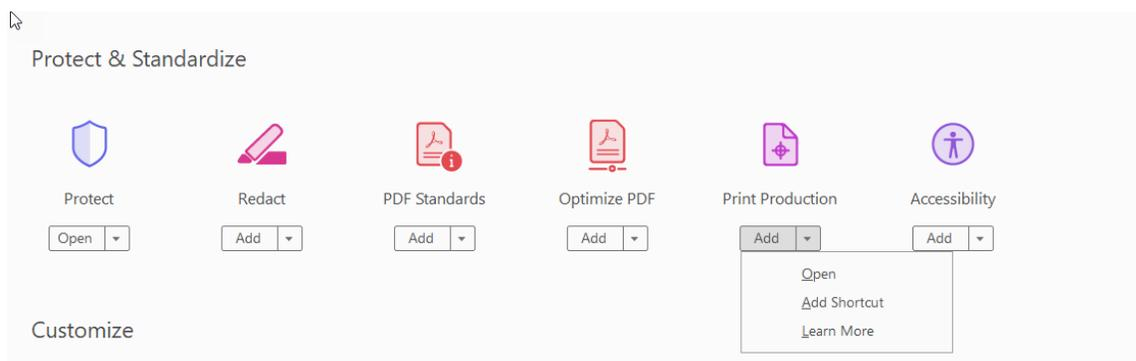 Protect & Standardize
Protect
Redact
PDF Standards
Optimize PDF
Print Production
Accessibility
Open
Add
Add
Add
Add
Add
Open
Add Shortcut
Learn More
Customize